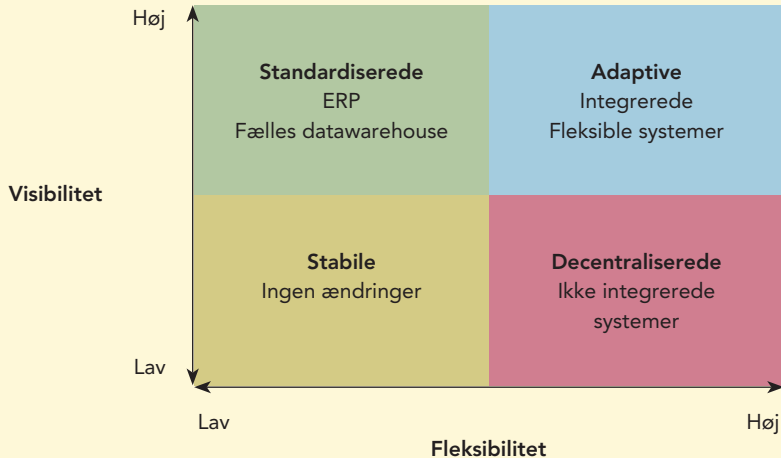 Høj
Standardiserede
ERP
Fælles datawarehouse
Adaptive
Integrerede
Fleksible systemer
Visibilitet
Stabile
Ingen ændringer
Decentraliserede
Ikke integrerede
systemer
Lav
Lav
Høj
Fleksibilitet